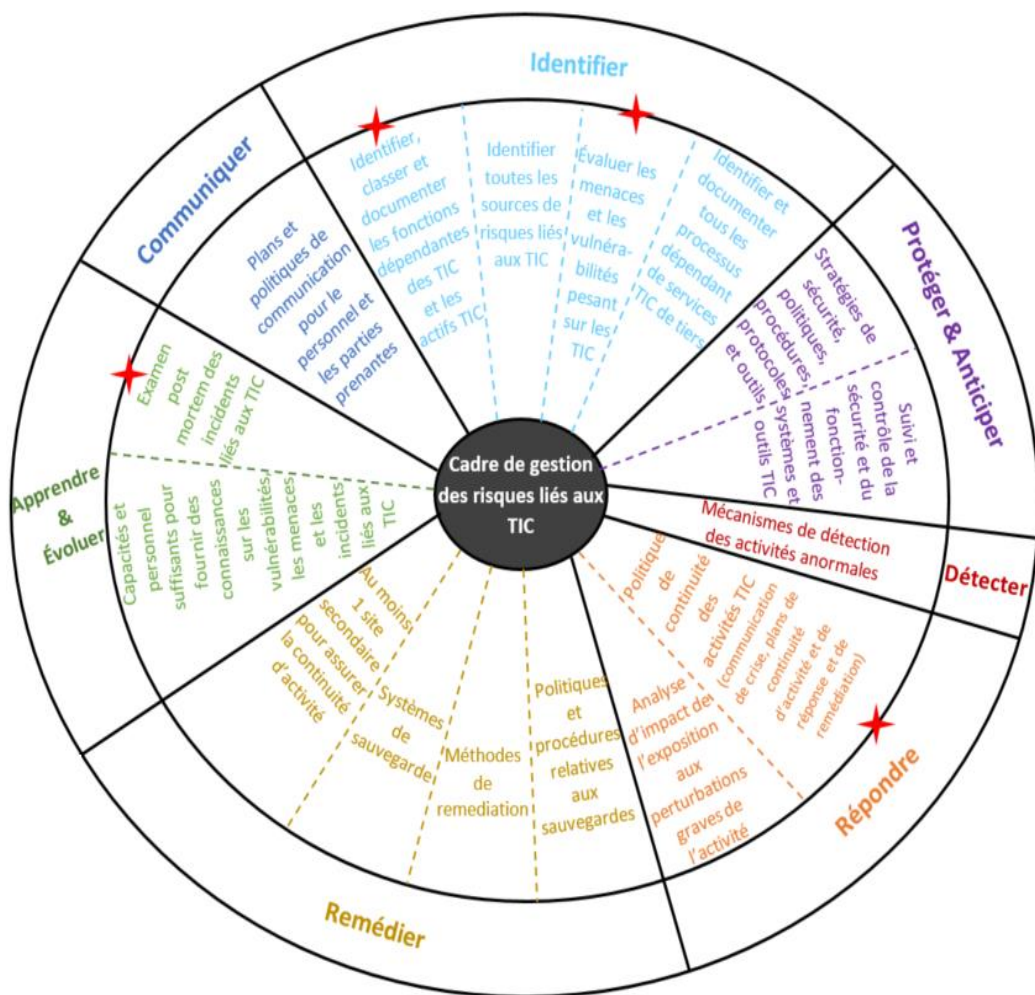 Identifier
Identifier,
classer et
documenter
les fonctions
dépendantes
des TIC
et les
actifs TIC
Identifier
toutes les
sources de
risques liés
aux TIC
Évaluer les
menaces
et les
vulnéra-
bilités
pesant
sur les
TIC
Identifier et
documenter
tous les
processus
dépendant
de services
TIC de tiers
Protéger & Anticiper
Stratégies de
sécurité,
politiques,
procédures,
protocoles
et outils
Suivi et
contrôle de la
sécurité et du
fonction-
nement des
systèmes et
outils TIC
Détecter
Mécanismes de détection
des activités anormales
Répondre
Politique
de
continuité
des
activités TIC
(communication
de crise, plans de
continuité
d'activité et de
réponse et de
remédiation)
Analyse
d'impact de
l'exposition
aux
perturbations
graves de
l'activité
Remédier
Politiques
et
procédures
relatives
aux
sauvegardes
Méthodes
de
remediation
Systèmes
de
sauvegarde
Au moins
1 site
secondaire
pour assurer
la continuité
d'activité
Apprendre
&
Évoluer
Capacités et
personnel
suffisants pour
fournir des
connaissances
sur les
vulnérabilités,
les menaces
et les
incidents
liés aux
TIC
Examen
post
mortem des
incidents
liés aux TIC
Communiquer
Plans et
politiques de
communication
pour le
personnel et
les parties
prenantes
Cadre de gestion
des risques liés aux
TIC